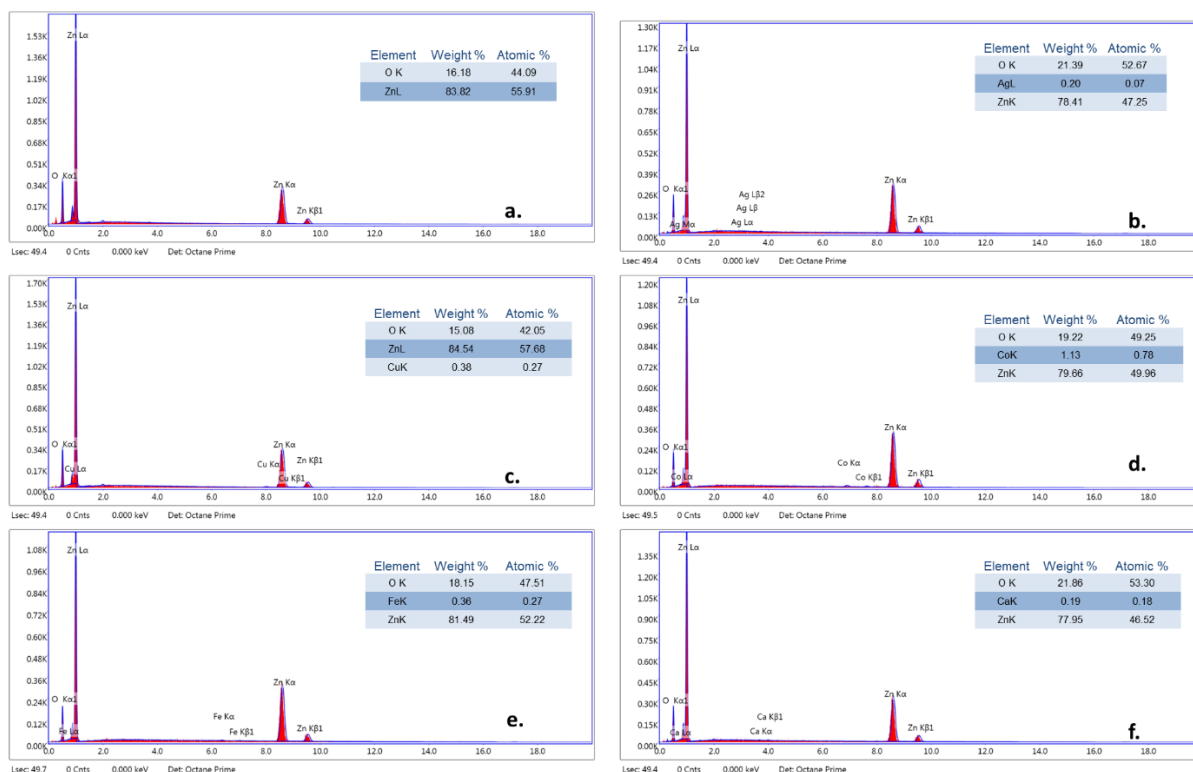 1.53K
Zn Lα
1.36K
1.19K
1.02K
0.85K
0.68K
0.51K
0.34K
0.17K
0.00K
O Kα1
Zn Kα
Zn Kβ1
Element Weight % Atomic %
O K 16.18 44.09
ZnL 83.82 55.91
a.
0.0 2.0 4.0 6.0 8.0 10.0 12.0 14.0 16.0 18.0
Lsec: 49.4 0 Cnts 0.000 keV Det: Octane Prime
1.30K
1.17K
Zn Lα
1.04K
0.91K
0.78K
0.65K
0.52K
0.39K
0.26K
0.13K
0.00K
O Kα1
Ag Mα
Ag Lβ2
Ag Lβ
Ag Lα
Zn Kα
Zn Kβ1
Element Weight % Atomic %
O K 21.39 52.67
AgL 0.20 0.07
ZnK 78.41 47.25
b.
0.0 2.0 4.0 6.0 8.0 10.0 12.0 14.0 16.0 18.0
Lsec: 49.4 0 Cnts 0.000 keV Det: Octane Prime
1.70K
1.53K
Zn Lα
1.36K
1.19K
1.02K
0.85K
0.68K
0.51K
0.34K
0.17K
0.00K
O Kα1
Cu Lα
Zn Kα
Cu Kα
Zn Kβ1
Cu Kβ1
Element Weight % Atomic %
O K 15.08 42.05
ZnL 84.54 57.68
CuK 0.38 0.27
c.
0.0 2.0 4.0 6.0 8.0 10.0 12.0 14.0 16.0 18.0
Lsec: 49.4 0 Cnts 0.000 keV Det: Octane Prime
1.20K
Zn Lα
1.08K
0.96K
0.84K
0.72K
0.60K
0.48K
0.36K
0.24K
0.12K
0.00K
O Kα1
Co Lα
Co Kα
Co Kβ1
Zn Kα
Zn Kβ1
Element Weight % Atomic %
O K 19.22 49.25
CoK 1.13 0.78
ZnK 79.66 49.96
d.
0.0 2.0 4.0 6.0 8.0 10.0 12.0 14.0 16.0 18.0
Lsec: 49.5 0 Cnts 0.000 keV Det: Octane Prime
1.08K
Zn Lα
0.96K
0.84K
0.72K
0.60K
0.48K
0.36K
0.24K
0.12K
0.00K
O Kα1
Fe Lα
Fe Kα
Fe Kβ1
Zn Kα
Zn Kβ1
Element Weight % Atomic %
O K 18.15 47.51
FeK 0.36 0.27
ZnK 81.49 52.22
e.
0.0 2.0 4.0 6.0 8.0 10.0 12.0 14.0 16.0 18.0
Lsec: 49.7 0 Cnts 0.000 keV Det: Octane Prime
1.35K
Zn Lα
1.20K
1.05K
0.90K
0.75K
0.60K
0.45K
0.30K
0.15K
0.00K
O Kα1
Ca Lα
Ca Kβ1
Ca Kα
Zn Kα
Zn Kβ1
Element Weight % Atomic %
O K 21.86 53.30
CaK 0.19 0.18
ZnK 77.95 46.52
f.
0.0 2.0 4.0 6.0 8.0 10.0 12.0 14.0 16.0 18.0
Lsec: 49.4 0 Cnts 0.000 keV Det: Octane Prime